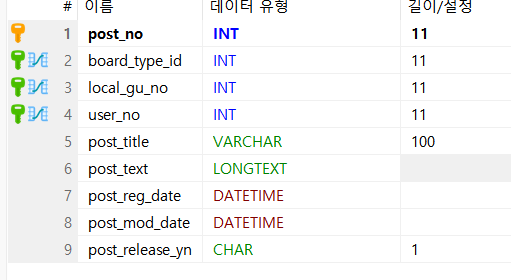 # 이름 데이터 유형 길이/설정
1 post_no INT 11
2 board_type_id INT 11
3 local_gu_no INT 11
4 user_no INT 11
5 post_title VARCHAR 100
6 post_text LONGTEXT
7 post_reg_date DATETIME
8 post_mod_date DATETIME
9 post_release_yn CHAR 1